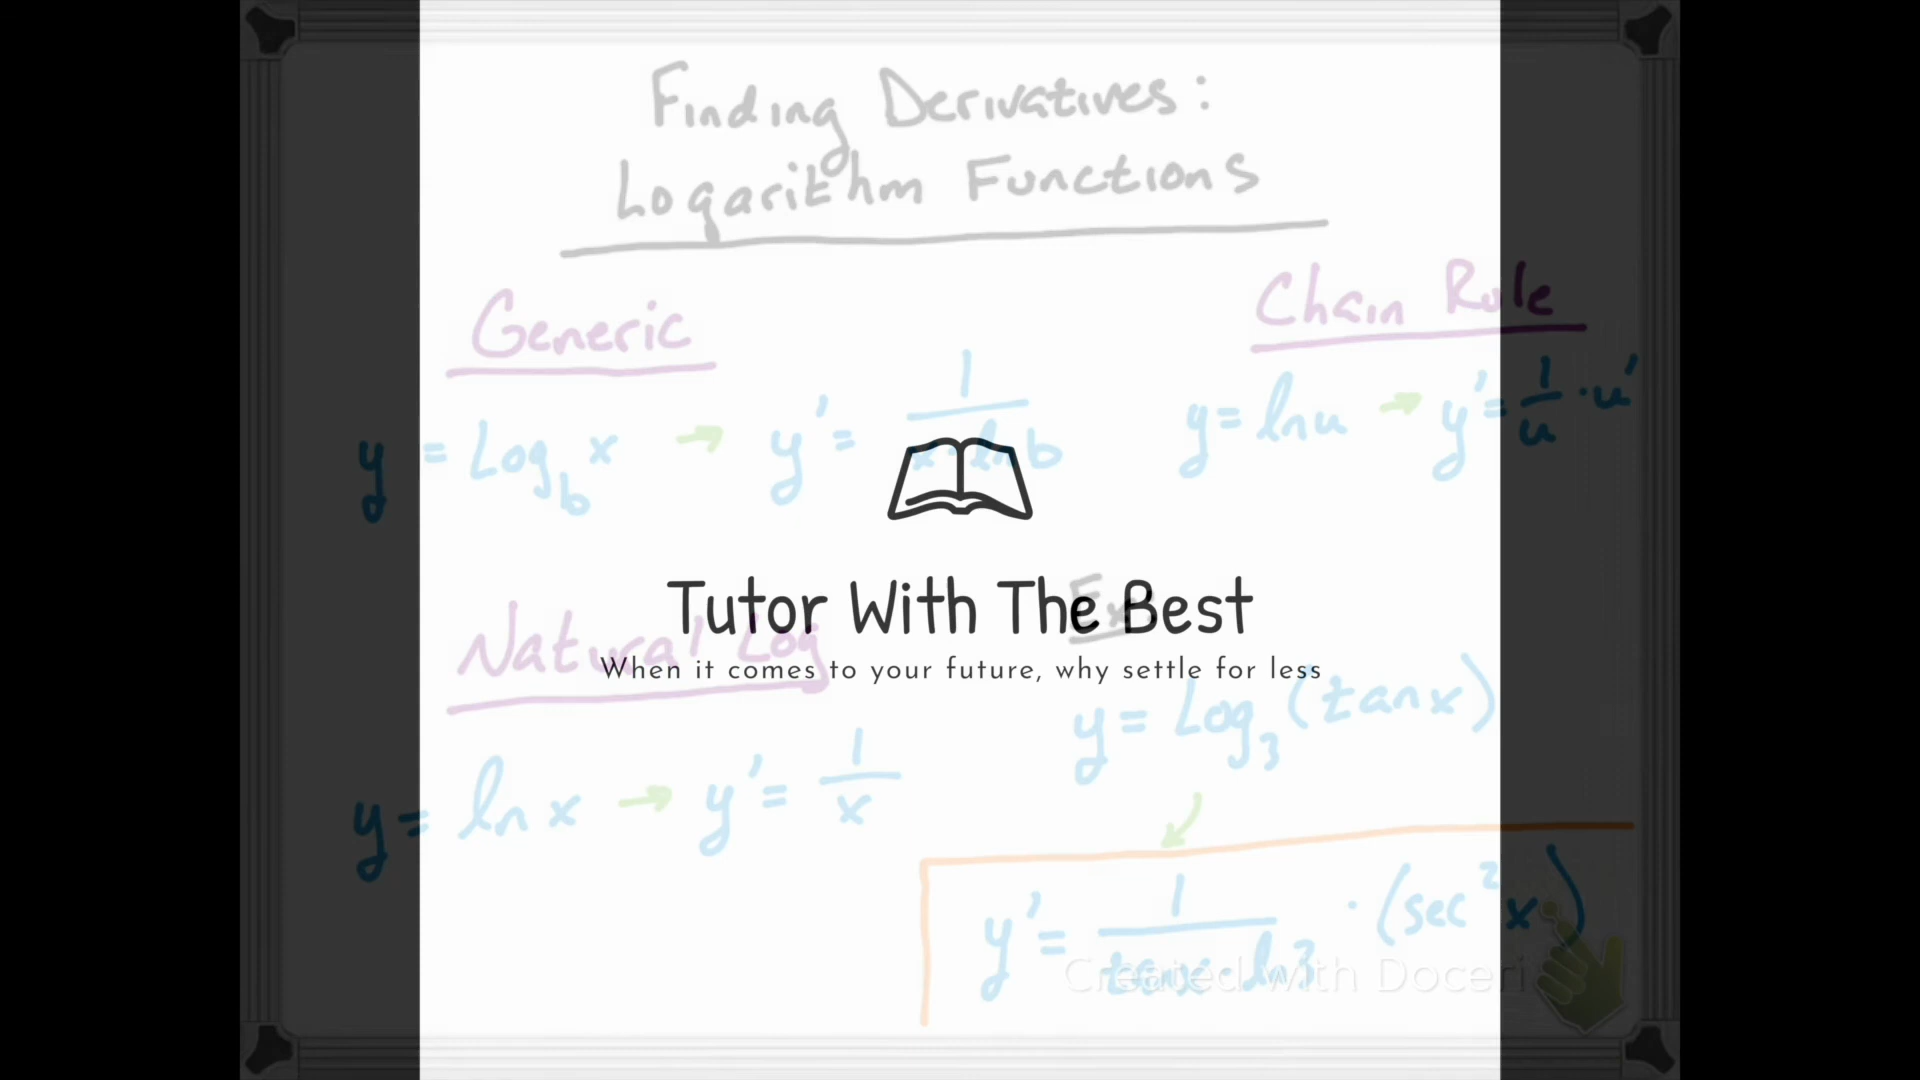 Finding Derivatives:
Logarithm Functions
Generic
y = Log_b x → y' = 1/(x·ln b)
Chain Rule
y = ln u → y' = 1/u · u'
Tutor With The Best
When it comes to your future, why settle for less
Natural Log
y = ln x → y' = 1/x
Ex
y = Log_3 (tan x)
y' = 1/(tan x · ln 3) · (sec² x)
Created with Doceri